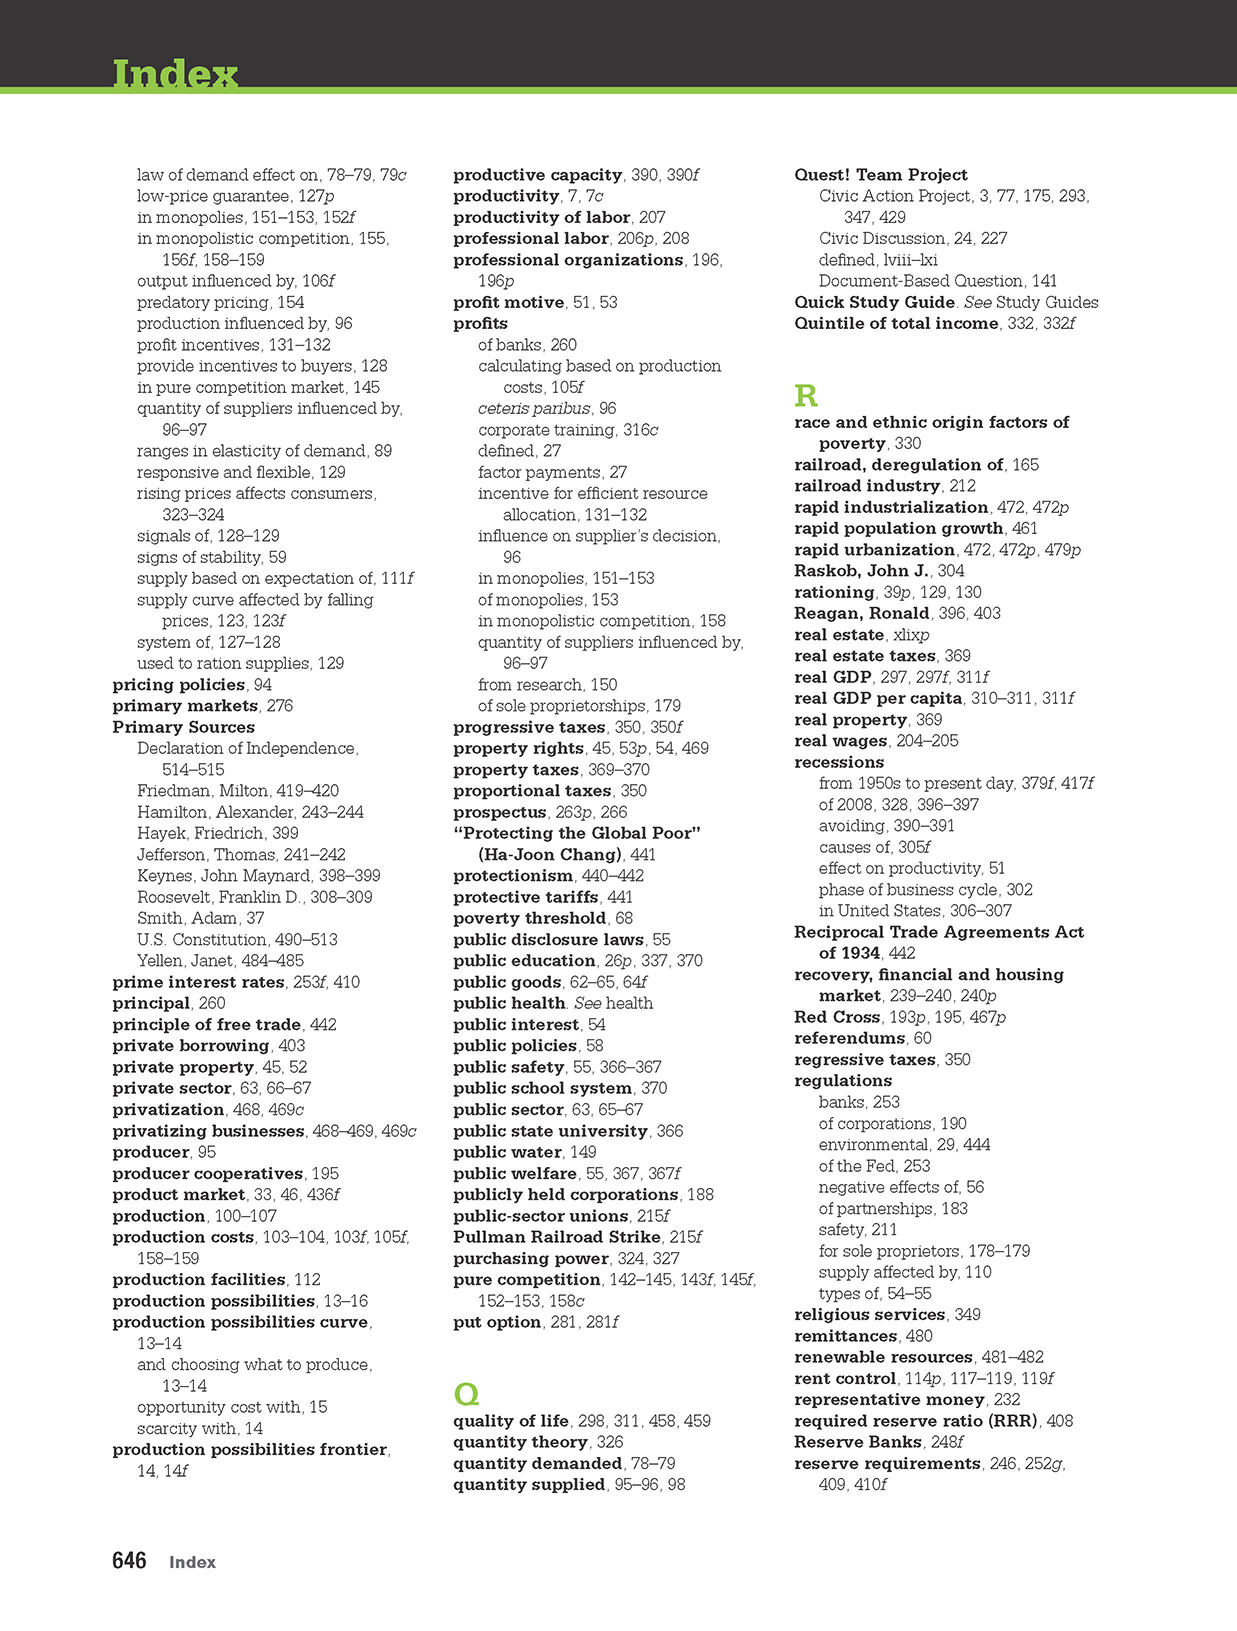 Index
law of demand effect on, 78–79, 79c
low-price guarantee, 127p
in monopolies, 151–153, 152f
in monopolistic competition, 155,
156f, 158–159
output influenced by, 106f
predatory pricing, 154
production influenced by, 96
profit incentives, 131–132
provide incentives to buyers, 128
in pure competition market, 145
quantity of suppliers influenced by,
96–97
ranges in elasticity of demand, 89
responsive and flexible, 129
rising prices affects consumers,
323–324
signals of, 128–129
signs of stability, 59
supply based on expectation of, 111f
supply curve affected by falling
prices, 123, 123f
system of, 127–128
used to ration supplies, 129
pricing policies, 94
primary markets, 276
Primary Sources
Declaration of Independence,
514–515
Friedman, Milton, 419–420
Hamilton, Alexander, 243–244
Hayek, Friedrich, 399
Jefferson, Thomas, 241–242
Keynes, John Maynard, 398–399
Roosevelt, Franklin D., 308–309
Smith, Adam, 37
U.S. Constitution, 490–513
Yellen, Janet, 484–485
prime interest rates, 253f, 410
principal, 260
principle of free trade, 442
private borrowing, 403
private property, 45, 52
private sector, 63, 66–67
privatization, 468, 469c
privatizing businesses, 468–469, 469c
producer, 95
producer cooperatives, 195
product market, 33, 46, 436f
production, 100–107
production costs, 103–104, 103f, 105f,
158–159
production facilities, 112
production possibilities, 13–16
production possibilities curve,
13–14
and choosing what to produce,
13–14
opportunity cost with, 15
scarcity with, 14
production possibilities frontier,
14, 14f
productive capacity, 390, 390f
productivity, 7, 7c
productivity of labor, 207
professional labor, 206p, 208
professional organizations, 196,
196p
profit motive, 51, 53
profits
of banks, 260
calculating based on production
costs, 105f
ceteris paribus, 96
corporate training, 316c
defined, 27
factor payments, 27
incentive for efficient resource
allocation, 131–132
influence on supplier's decision,
96
in monopolies, 151–153
of monopolies, 153
in monopolistic competition, 158
quantity of suppliers influenced by,
96–97
from research, 150
of sole proprietorships, 179
progressive taxes, 350, 350f
property rights, 45, 53p, 54, 469
property taxes, 369–370
proportional taxes, 350
prospectus, 263p, 266
“Protecting the Global Poor”
(Ha-Joon Chang), 441
protectionism, 440–442
protective tariffs, 441
poverty threshold, 68
public disclosure laws, 55
public education, 26p, 337, 370
public goods, 62–65, 64f
public health. See health
public interest, 54
public policies, 58
public safety, 55, 366–367
public school system, 370
public sector, 63, 65–67
public state university, 366
public water, 149
public welfare, 55, 367, 367f
publicly held corporations, 188
public-sector unions, 215f
Pullman Railroad Strike, 215f
purchasing power, 324, 327
pure competition, 142–145, 143f, 145f,
152–153, 158c
put option, 281, 281f
Q
quality of life, 298, 311, 458, 459
quantity theory, 326
quantity demanded, 78–79
quantity supplied, 95–96, 98
Quest! Team Project
Civic Action Project, 3, 77, 175, 293,
347, 429
Civic Discussion, 24, 227
defined, lviii–lxi
Document-Based Question, 141
Quick Study Guide. See Study Guides
Quintile of total income, 332, 332f
R
race and ethnic origin factors of
poverty, 330
railroad, deregulation of, 165
railroad industry, 212
rapid industrialization, 472, 472p
rapid population growth, 461
rapid urbanization, 472, 472p, 479p
Raskob, John J., 304
rationing, 39p, 129, 130
Reagan, Ronald, 396, 403
real estate, xlixp
real estate taxes, 369
real GDP, 297, 297f, 311f
real GDP per capita, 310–311, 311f
real property, 369
real wages, 204–205
recessions
from 1950s to present day, 379f, 417f
of 2008, 328, 396–397
avoiding, 390–391
causes of, 305f
effect on productivity, 51
phase of business cycle, 302
in United States, 306–307
Reciprocal Trade Agreements Act
of 1934, 442
recovery, financial and housing
market, 239–240, 240p
Red Cross, 193p, 195, 467p
referendums, 60
regressive taxes, 350
regulations
banks, 253
of corporations, 190
environmental, 29, 444
of the Fed, 253
negative effects of, 56
of partnerships, 183
safety, 211
for sole proprietors, 178–179
supply affected by, 110
types of, 54–55
religious services, 349
remittances, 480
renewable resources, 481–482
rent control, 114p, 117–119, 119f
representative money, 232
required reserve ratio (RRR), 408
Reserve Banks, 248f
reserve requirements, 246, 252g,
409, 410f
646 Index